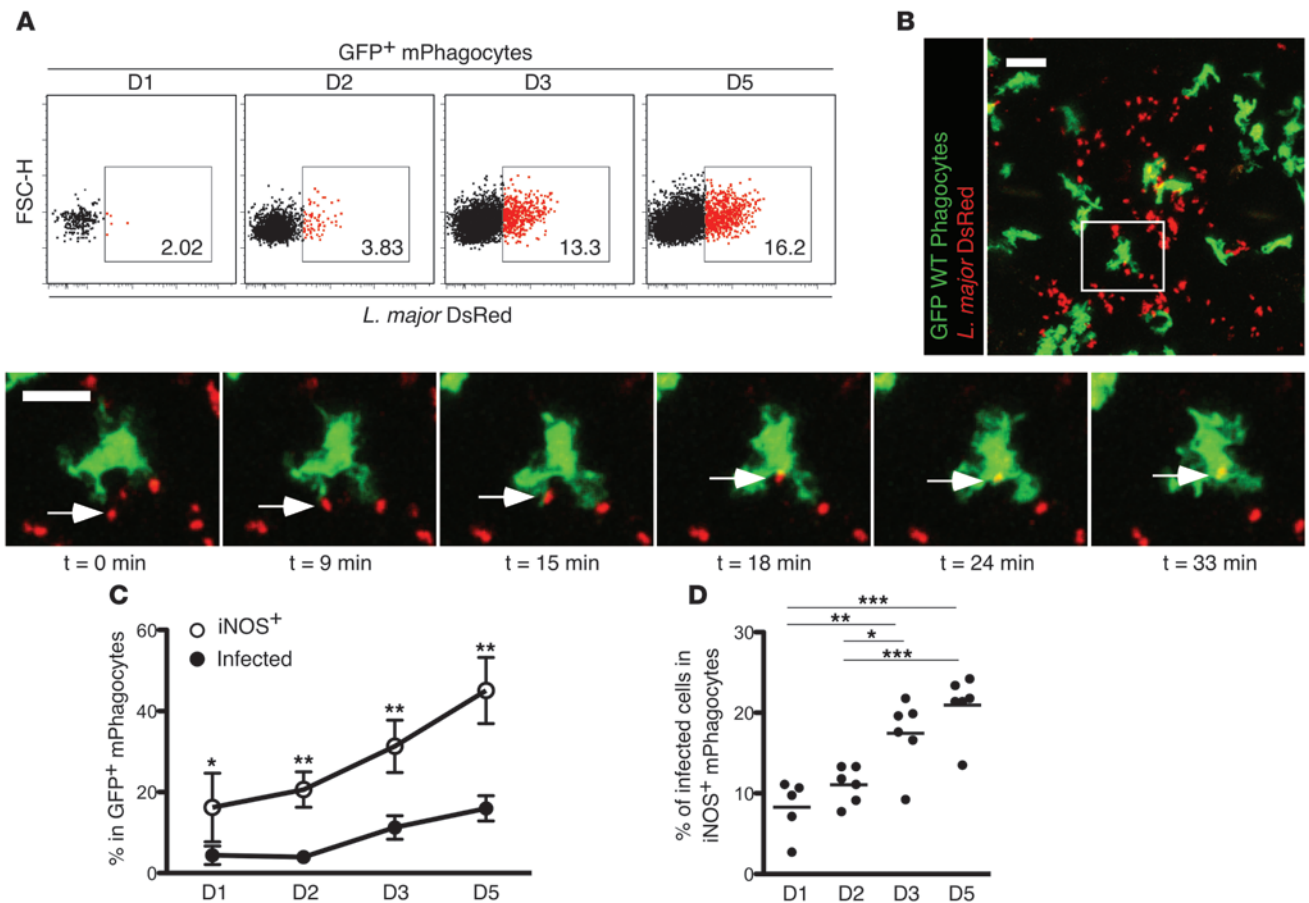 A
GFP+ mPhagocytes
D1 D2 D3 D5
FSC-H
2.02 3.83 13.3 16.2
L. major DsRed
B
GFP WT Phagocytes
L. major DsRed
t = 0 min t = 9 min t = 15 min t = 18 min t = 24 min t = 33 min
C
% in GFP+ mPhagocytes
60
40
20
0
iNOS+
Infected
* ** ** **
D1 D2 D3 D5
D
% of infected cells in
iNOS+ mPhagocytes
30
20
10
0
***
**
*
***
D1 D2 D3 D5